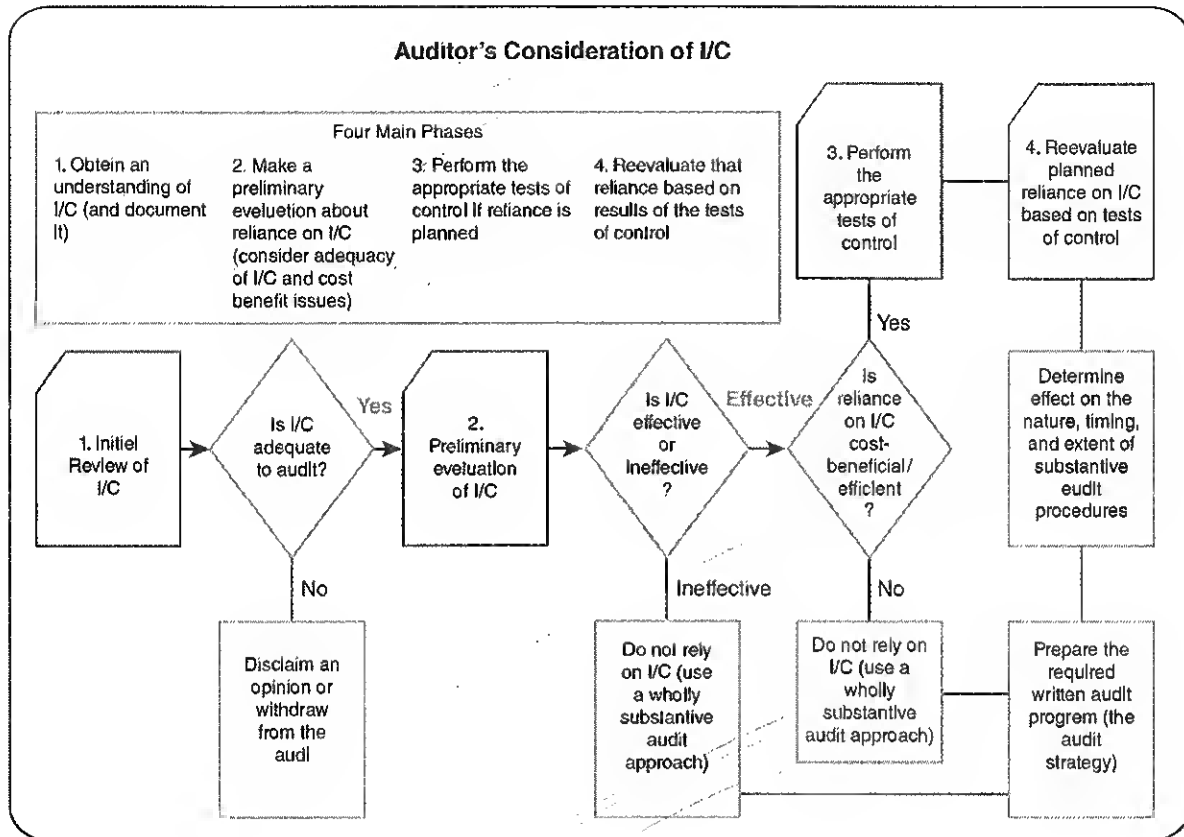 Auditor's Consideration of I/C
Four Main Phases
1. Obtein an
understanding of
I/C (and document
It)
2. Make a
preliminary
eveluetion about
reliance on I/C
(consider adequacy
of I/C and cost
benefit issues)
3. Perform the
appropriate tests of
control If reliance is
planned
4. Reevaluate that
reliance based on
results of the tests
of control
3. Perform
the
appropriate
tests of
control
4. Reevaluate
planned
reliance on I/C
based on tests
of control
1. Initiel
Review of
I/C
Is I/C
adequate
to audit?
Yes
2.
Preliminary
evaluetion
of I/C
Is I/C
effective
or
Ineffective
?
Effective
Is
reliance
on I/C
cost-
beneficial/
efficlent
?
Yes
Determine
effect on the
nature, timing,
and extent of
substantive
eudit
procedures
No
Disclaim an
opinion or
withdraw
from the
audl
Ineffective
Do not rely
on I/C (use
a wholly
substantive
audit
approach)
No
Do not rely on
I/C (use a
wholly
substantive
audit approach)
Prepare the
required
written audit
progrem (the
audit
strategy)